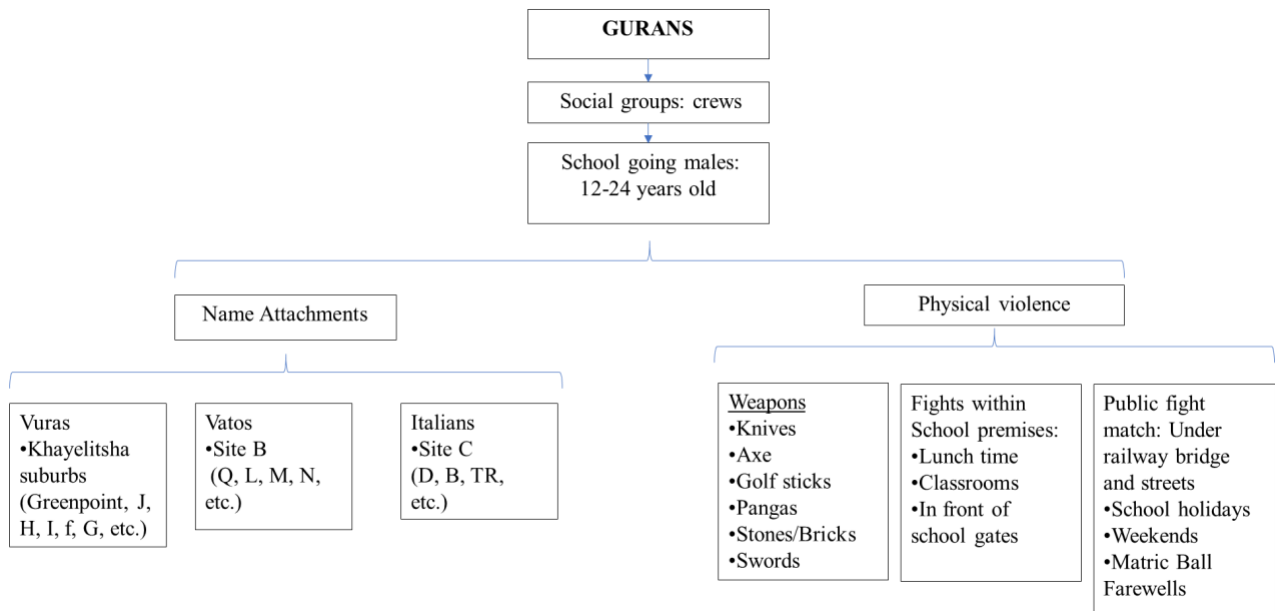 GURANS
Social groups: crews
School going males:
12-24 years old
Name Attachments
Physical violence
Vuras
•Khayelitsha
suburbs
(Greenpoint, J,
H, I, f, G, etc.)
Vatos
•Site B
(Q, L, M, N,
etc.)
Italians
•Site C
(D, B, TR,
etc.)
Weapons
•Knives
•Axe
•Golf sticks
•Pangas
•Stones/Bricks
•Swords
Fights within
School premises:
•Lunch time
•Classrooms
•In front of
school gates
Public fight
match: Under
railway bridge
and streets
•School holidays
•Weekends
•Matric Ball
Farewells